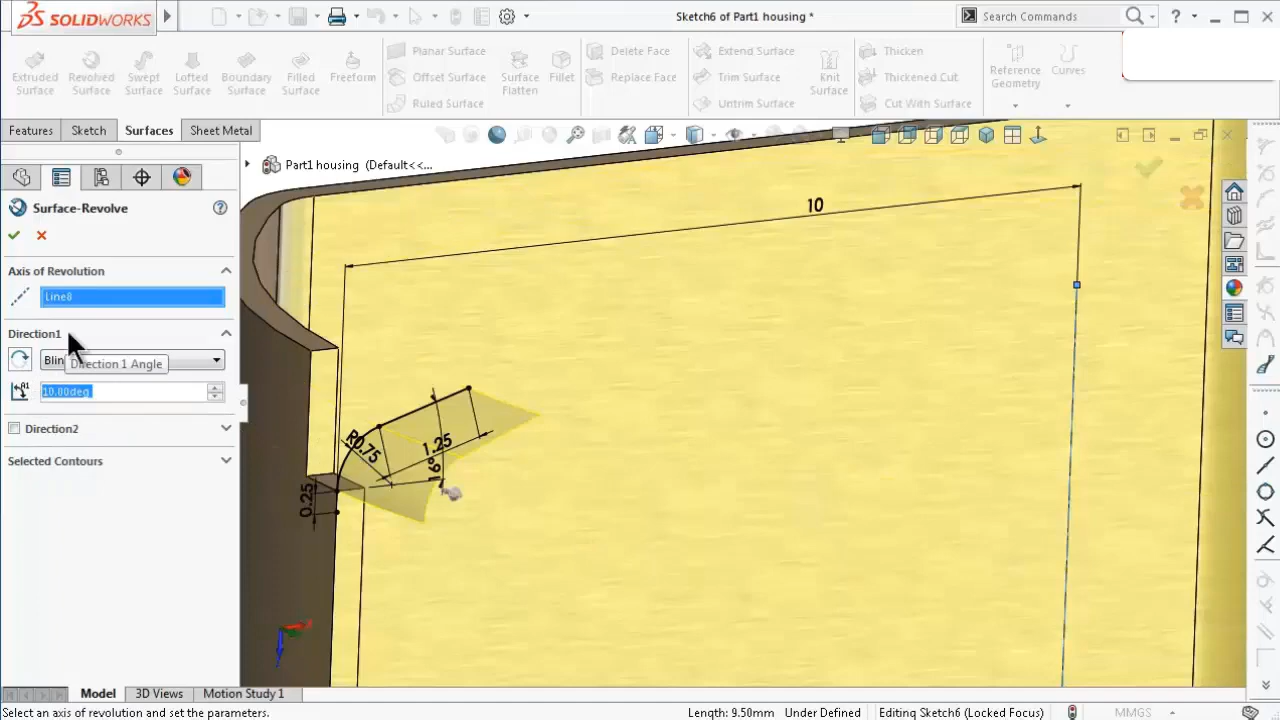 SOLIDWORKS
Sketch6 of Part1 housing *
Search Commands
?
Extruded Surface
Revolved Surface
Swept Surface
Lofted Surface
Boundary Surface
Filled Surface
Freeform
Planar Surface
Offset Surface
Ruled Surface
Surface Flatten
Fillet
Delete Face
Replace Face
Extend Surface
Trim Surface
Untrim Surface
Knit Surface
Thicken
Thickened Cut
Cut With Surface
Reference Geometry
Curves
Features
Sketch
Surfaces
Sheet Metal
Part1 housing (Default<<...
Surface-Revolve
?
Axis of Revolution
Line8
Direction1
Blin
Direction 1 Angle
10.00deg
Direction2
Selected Contours
10
R0.75
1.25
16°
0.25
Model
3D Views
Motion Study 1
Select an axis of revolution and set the parameters.
Length: 9.50mm
Under Defined
Editing Sketch6 (Locked Focus)
MMGS